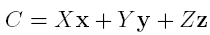 C = Xx + Yy + Zz